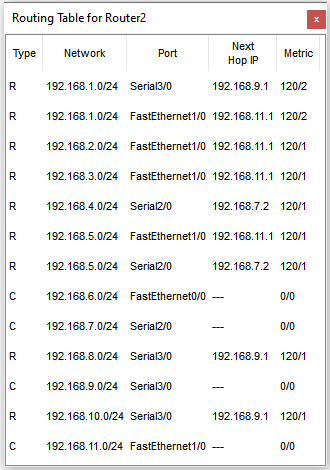 Routing Table for Router2
x
Type Network Port Next Hop IP Metric
R 192.168.1.0/24 Serial3/0 192.168.9.1 120/2
R 192.168.1.0/24 FastEthernet1/0 192.168.11.1 120/2
R 192.168.2.0/24 FastEthernet1/0 192.168.11.1 120/1
R 192.168.3.0/24 FastEthernet1/0 192.168.11.1 120/1
R 192.168.4.0/24 Serial2/0 192.168.7.2 120/1
R 192.168.5.0/24 FastEthernet1/0 192.168.11.1 120/1
R 192.168.5.0/24 Serial2/0 192.168.7.2 120/1
C 192.168.6.0/24 FastEthernet0/0 --- 0/0
C 192.168.7.0/24 Serial2/0 --- 0/0
R 192.168.8.0/24 Serial3/0 192.168.9.1 120/1
C 192.168.9.0/24 Serial3/0 --- 0/0
R 192.168.10.0/24 Serial3/0 192.168.9.1 120/1
C 192.168.11.0/24 FastEthernet1/0 --- 0/0